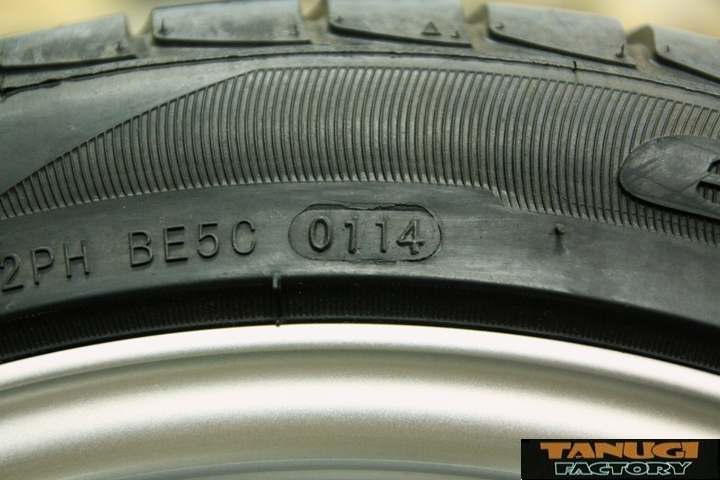 2PH BE5C 0114
TANUGI
FACTORY